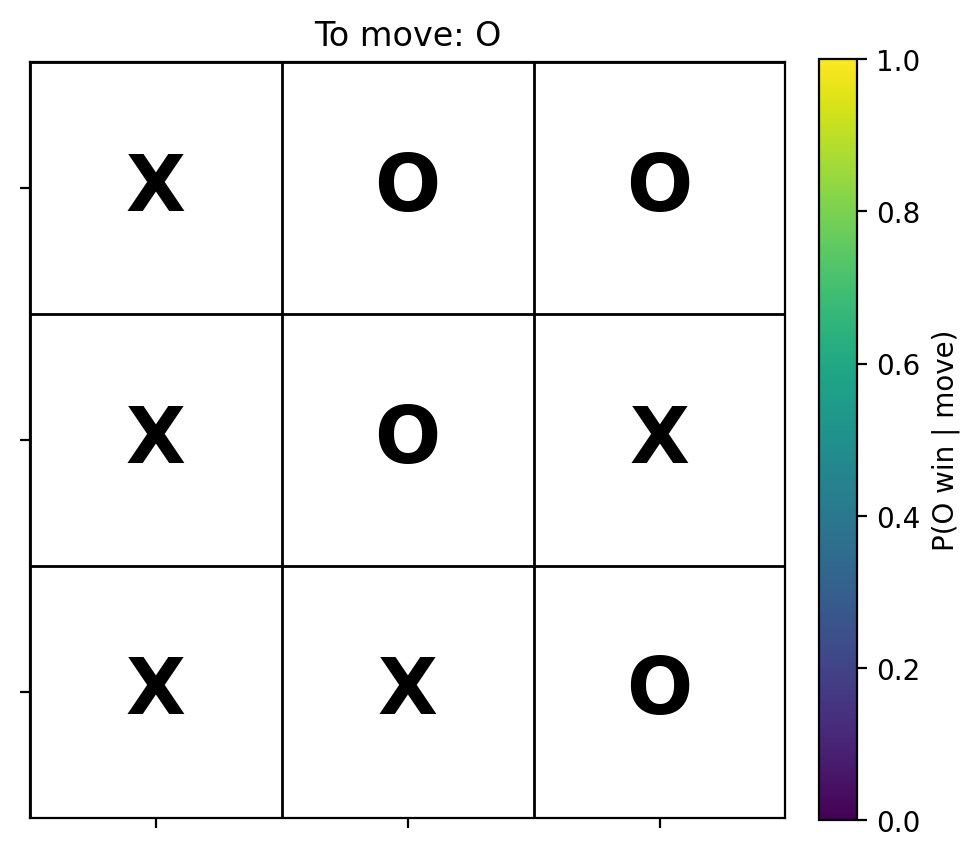 To move: O
X O O
X O X
X X O
1.0
0.8
0.6
0.4
0.2
0.0
P(O win | move)